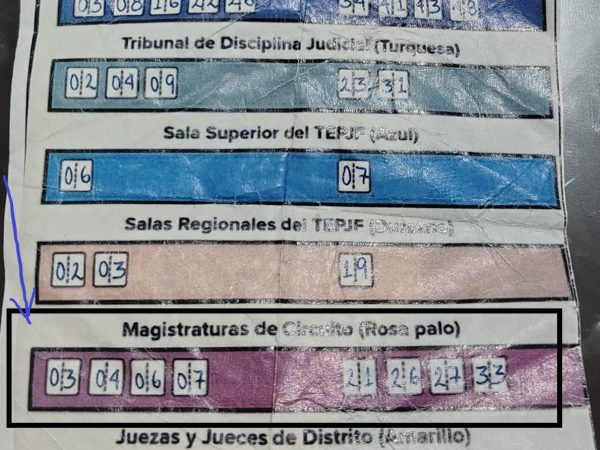 03 08 16 22 26 34 41 43 48
Tribunal de Disciplina Judicial (Turquesa)
02 04 09 23 31
Sala Superior del TEPJF (Azul)
06 07
Salas Regionales del TEPJF (Durazno)
02 03 19
Magistraturas de Circuito (Rosa palo)
03 04 06 07 21 26 27 33
Juezas y Jueces de Distrito (Amarillo)